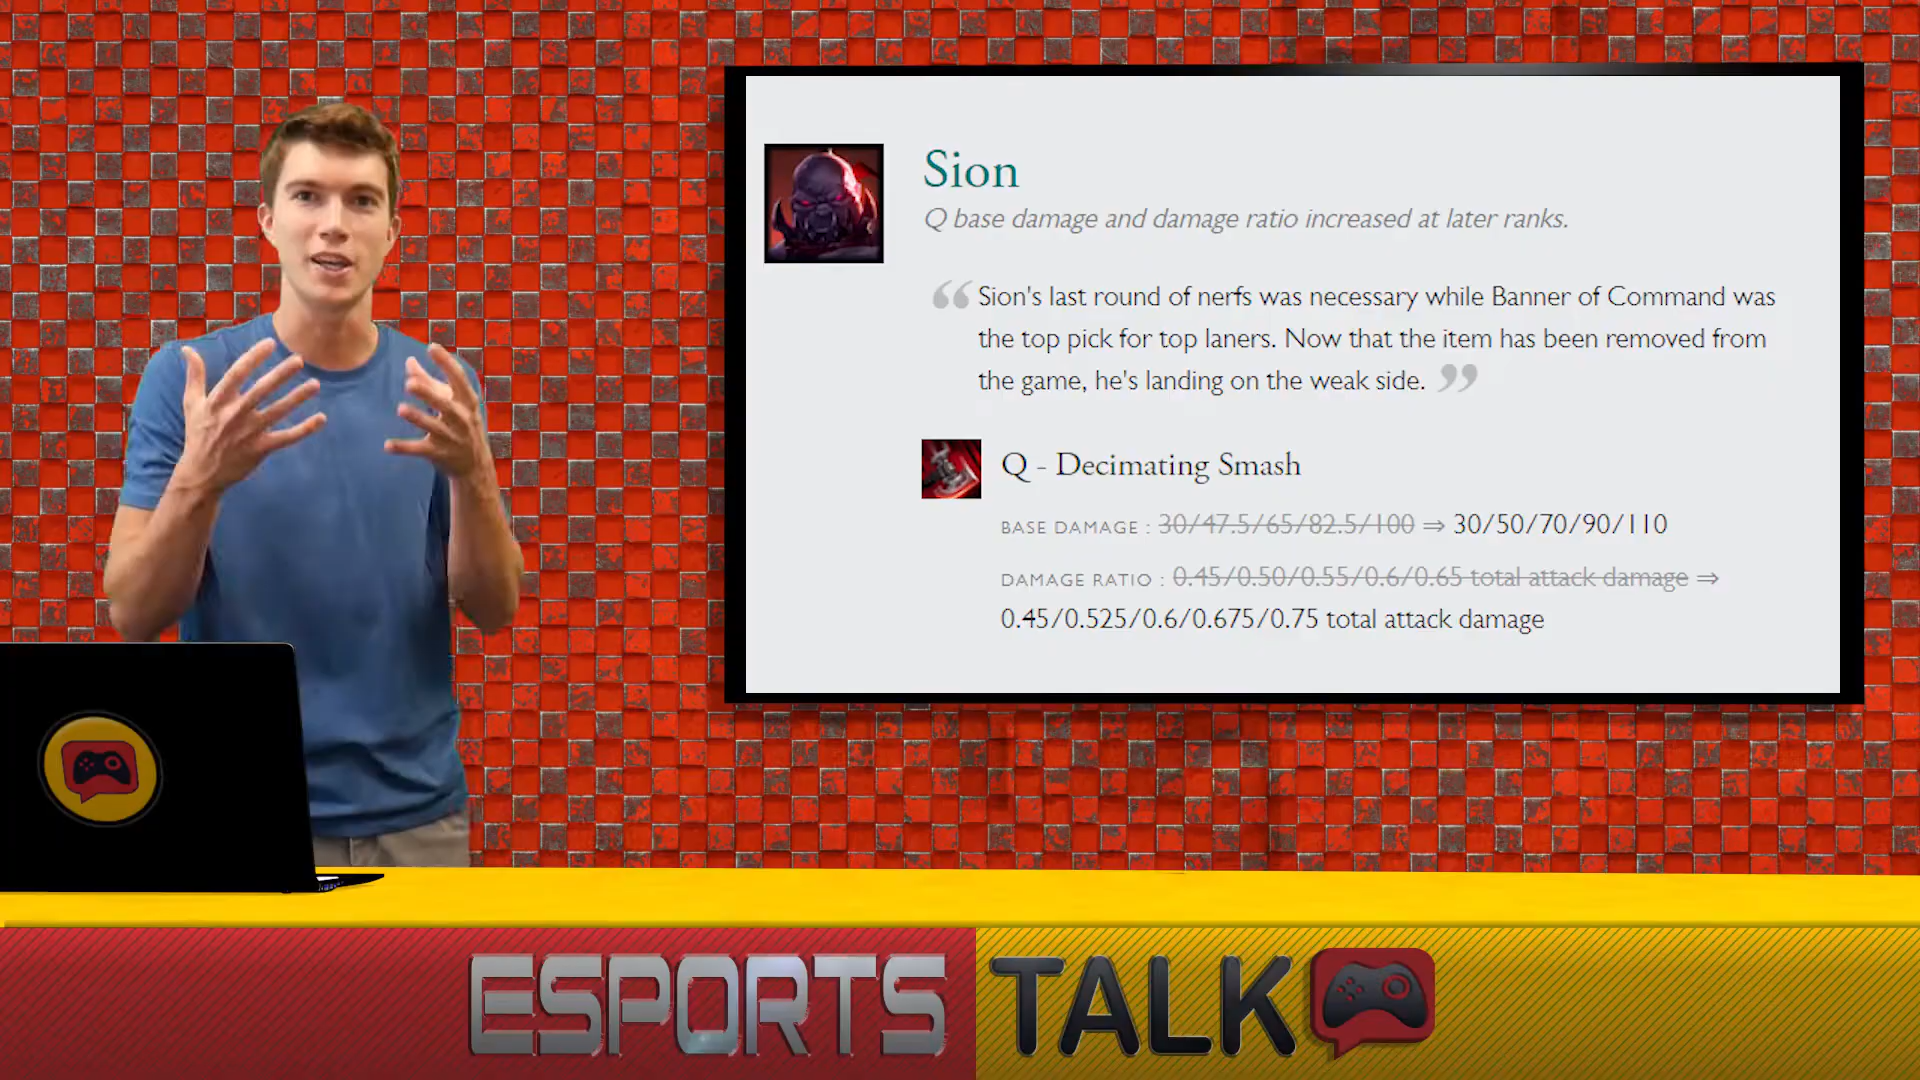 Sion
Q base damage and damage ratio increased at later ranks.
“ Sion's last round of nerfs was necessary while Banner of Command was
the top pick for top laners. Now that the item has been removed from
the game, he's landing on the weak side. ”
Q - Decimating Smash
BASE DAMAGE : 30/47.5/65/82.5/100 ⇒ 30/50/70/90/110
DAMAGE RATIO : 0.45/0.50/0.55/0.6/0.65 total attack damage ⇒
0.45/0.525/0.6/0.675/0.75 total attack damage
ESPORTS TALK